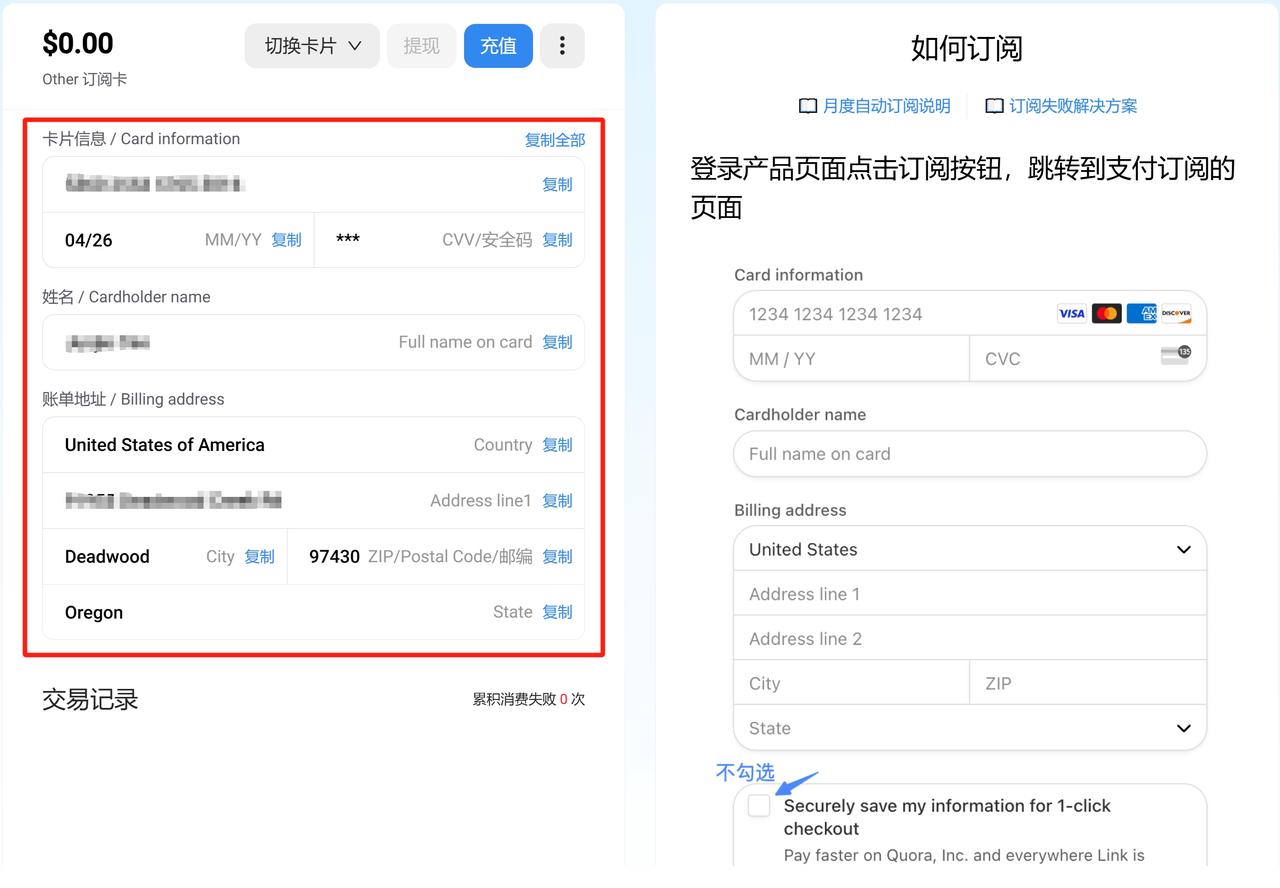 $0.00
切换卡片
提现
充值
Other 订阅卡
卡片信息 / Card information
复制全部
复制
04/26 MM/YY 复制
*** CVV/安全码 复制
姓名 / Cardholder name
Full name on card 复制
账单地址 / Billing address
United States of America Country 复制
Address line1 复制
Deadwood City 复制
97430 ZIP/Postal Code/邮编 复制
Oregon State 复制
交易记录
累积消费失败 0 次
如何订阅
月度自动订阅说明
订阅失败解决方案
登录产品页面点击订阅按钮，跳转到支付订阅的
页面
Card information
1234 1234 1234 1234
VISA
AM
EX
DISCOVER
MM / YY
CVC
135
Cardholder name
Full name on card
Billing address
United States
Address line 1
Address line 2
City
ZIP
State
不勾选
Securely save my information for 1-click
checkout
Pay faster on Quora, Inc. and everywhere Link is